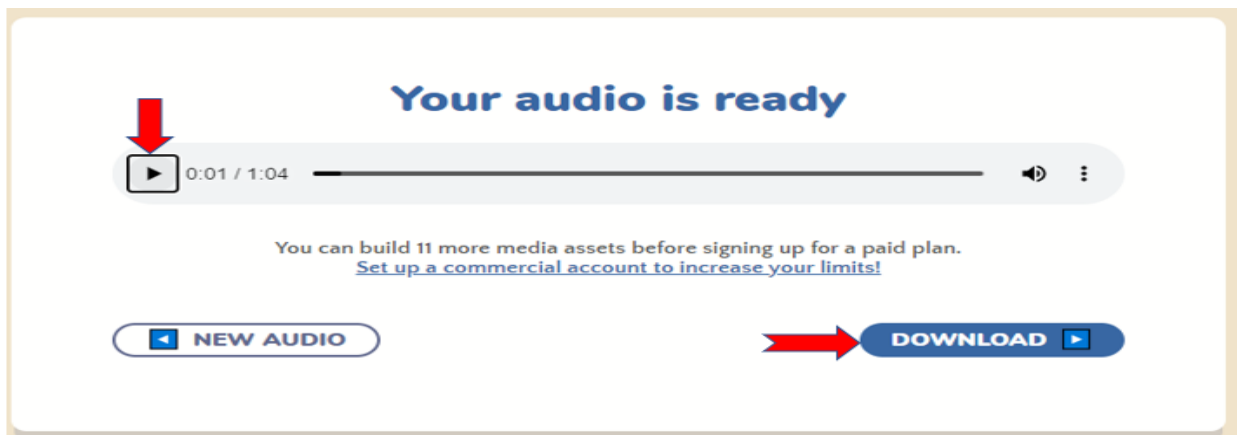 Your audio is ready
0:01 / 1:04
You can build 11 more media assets before signing up for a paid plan.
Set up a commercial account to increase your limits!
NEW AUDIO
DOWNLOAD